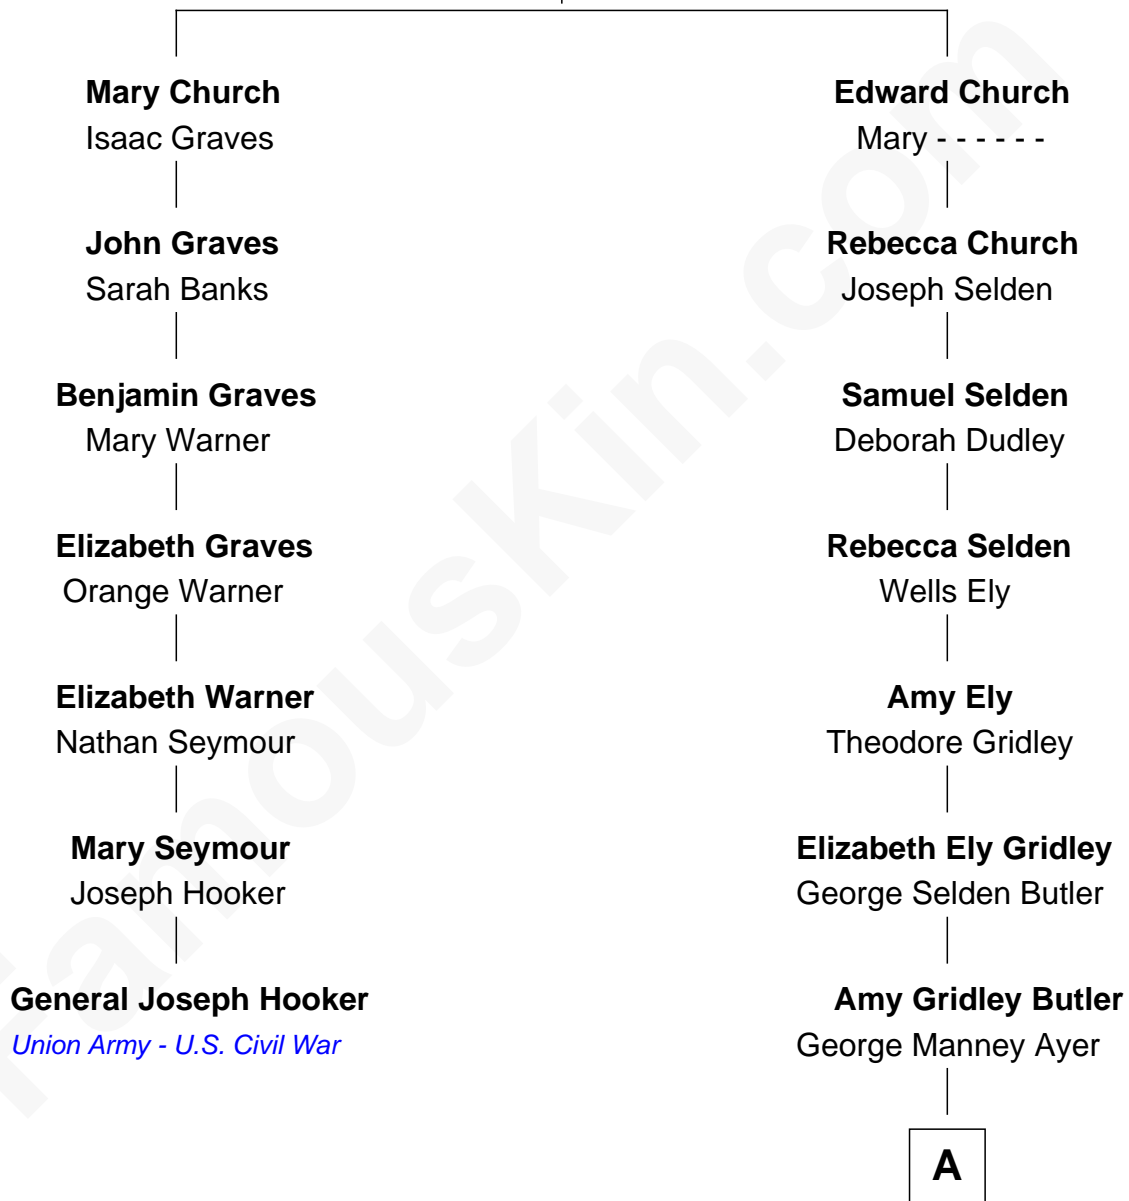 Mary Church
Isaac Graves
Edward Church
Mary - - - - - -
John Graves
Sarah Banks
Rebecca Church
Joseph Selden
Benjamin Graves
Mary Warner
Samuel Selden
Deborah Dudley
Elizabeth Graves
Orange Warner
Rebecca Selden
Wells Ely
Elizabeth Warner
Nathan Seymour
Amy Ely
Theodore Gridley
Mary Seymour
Joseph Hooker
Elizabeth Ely Gridley
George Selden Butler
General Joseph Hooker
Union Army - U.S. Civil War
Amy Gridley Butler
George Manney Ayer
A
FamousKin.com